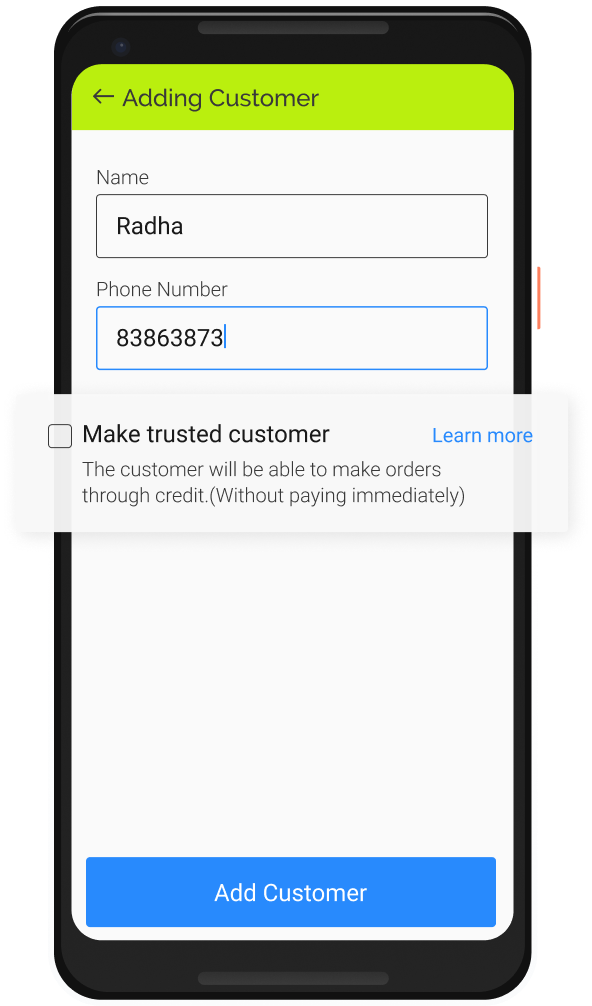 Adding Customer
Name
Radha
Phone Number
83863873
Make trusted customer
Learn more
The customer will be able to make orders
through credit.(Without paying immediately)
Add Customer